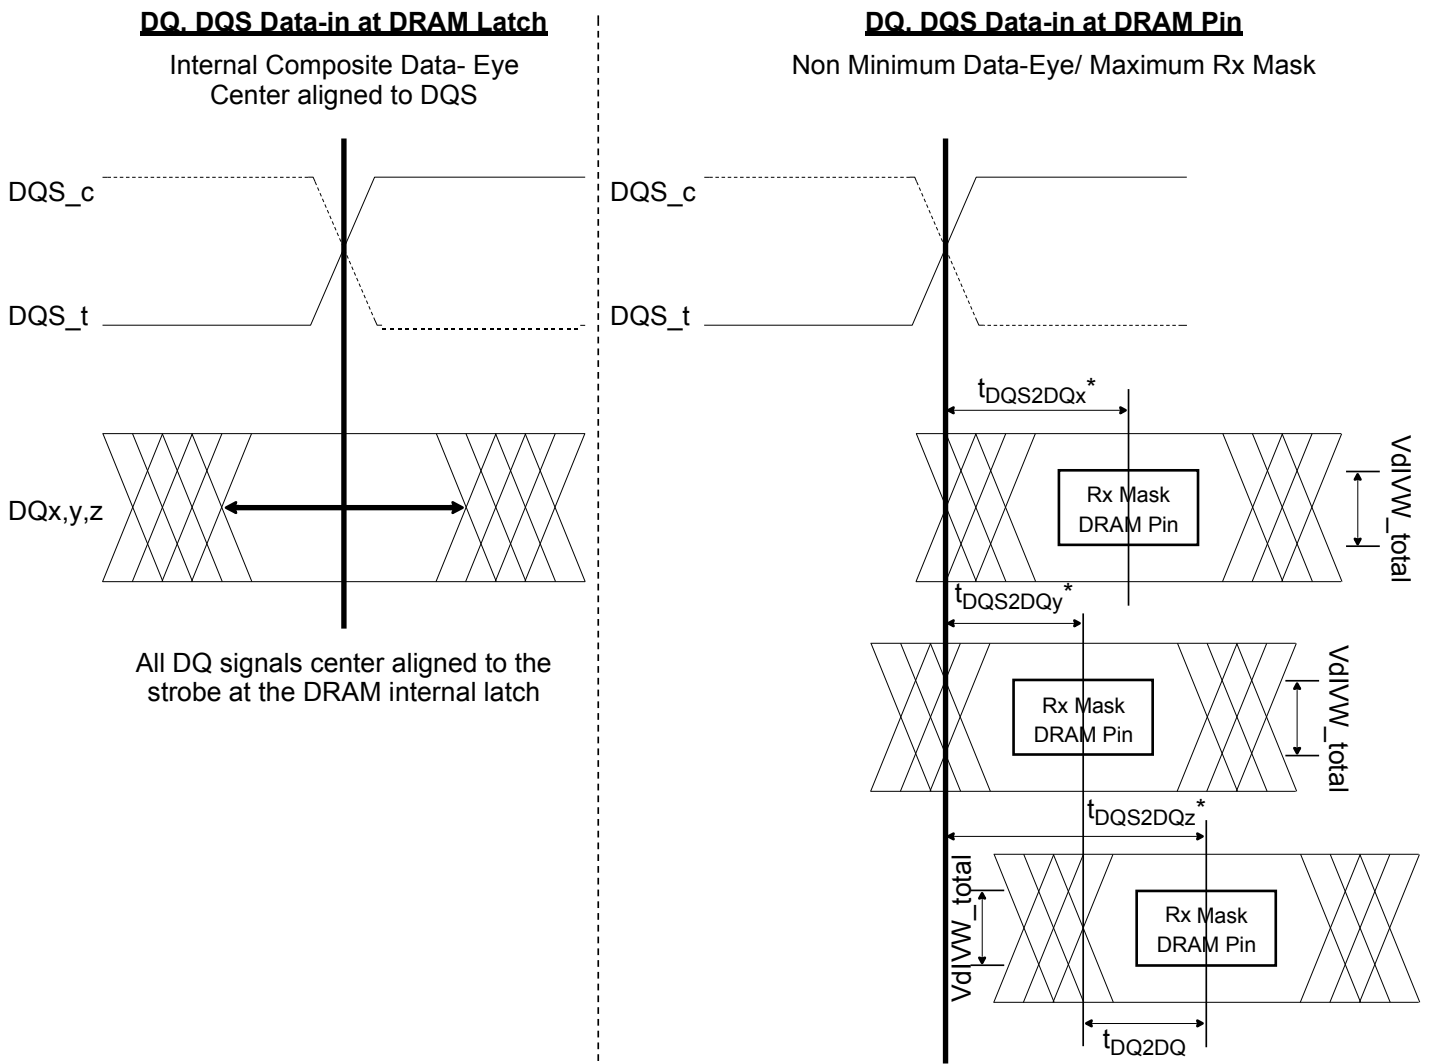 DQ, DQS Data-in at DRAM Latch
Internal Composite Data- Eye
Center aligned to DQS
DQS_c
DQS_t
DQx,y,z
All DQ signals center aligned to the
strobe at the DRAM internal latch
DQ, DQS Data-in at DRAM Pin
Non Minimum Data-Eye/ Maximum Rx Mask
DQS_c
DQS_t
tDQS2DQx*
Rx Mask
DRAM Pin
VdIVW_total
tDQS2DQy*
Rx Mask
DRAM Pin
VdIVW_total
tDQS2DQz*
VdIVW_total
Rx Mask
DRAM Pin
tDQ2DQ